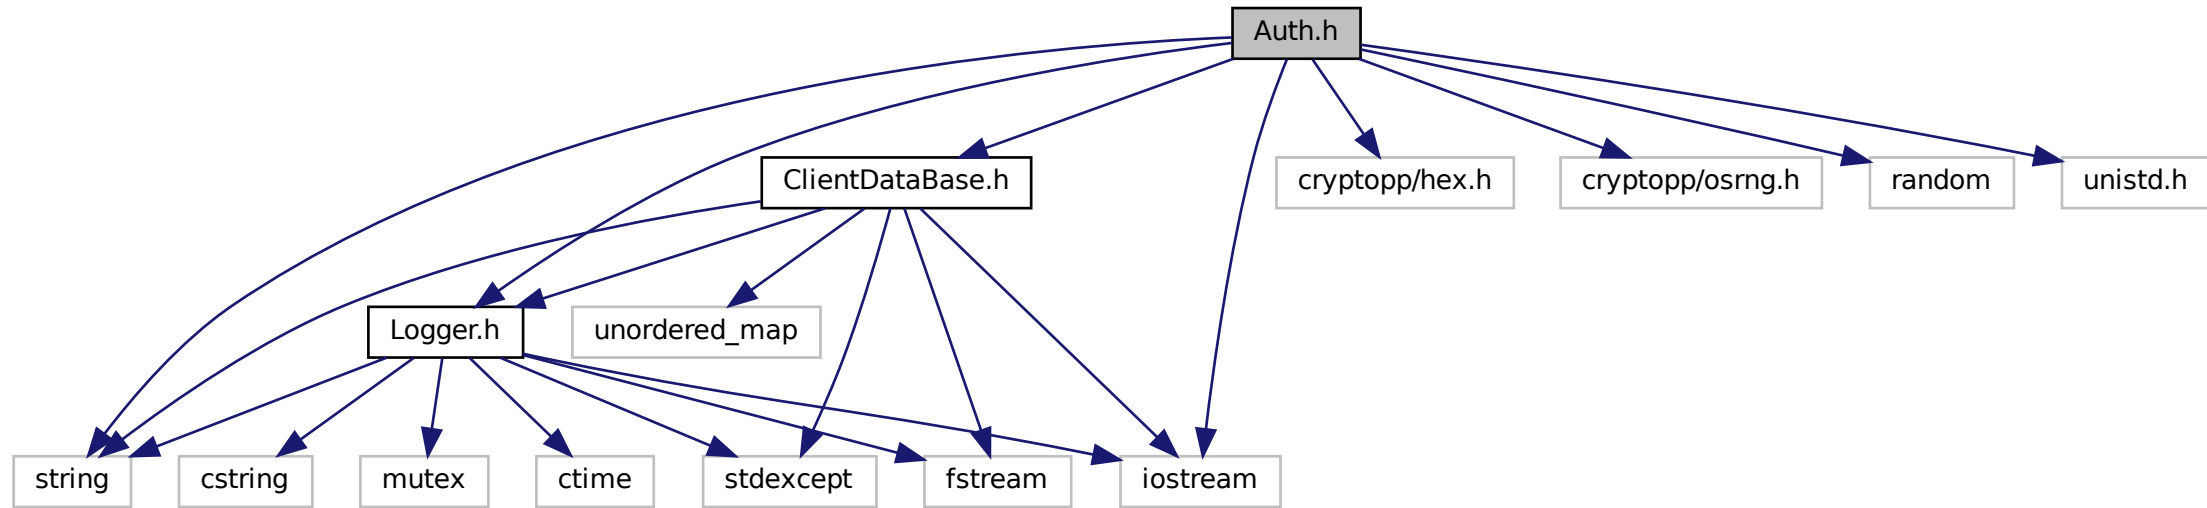 Auth.h
ClientDataBase.h
cryptopp/hex.h
cryptopp/osrng.h
random
unistd.h
Logger.h
unordered_map
string
cstring
mutex
ctime
stdexcept
fstream
iostream